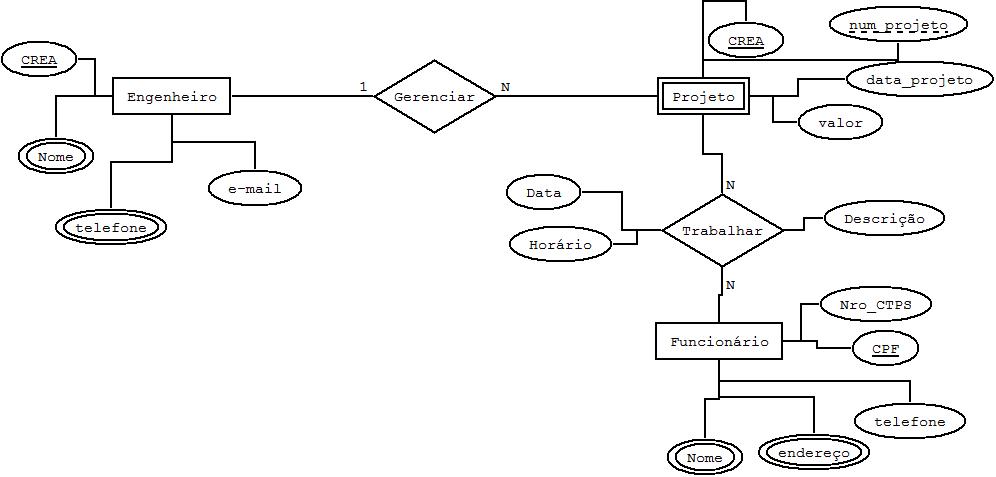 CREA
num_projeto
CREA
data_projeto
Engenheiro
1
Gerenciar
N
Projeto
valor
Nome
e-mail
telefone
N
Data
Descrição
Trabalhar
Horário
N
Nro_CTPS
Funcionário
CPF
telefone
Nome
endereço